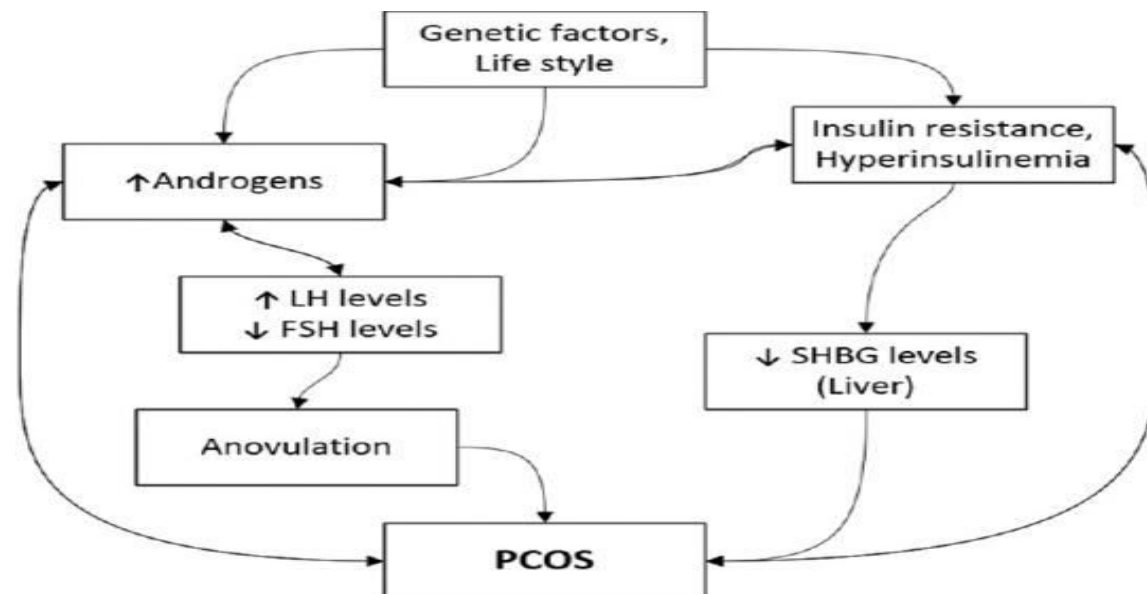 Genetic factors,
Life style
Insulin resistance,
Hyperinsulinemia
↑Androgens
↑ LH levels
↓ FSH levels
↓ SHBG levels
(Liver)
Anovulation
PCOS